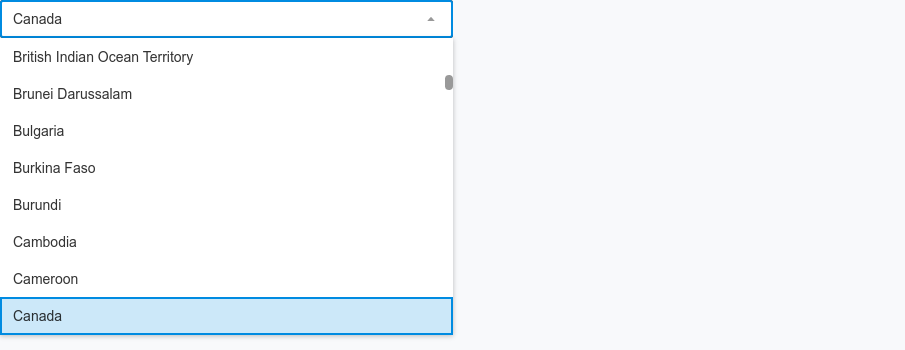 Canada
British Indian Ocean Territory
Brunei Darussalam
Bulgaria
Burkina Faso
Burundi
Cambodia
Cameroon
Canada